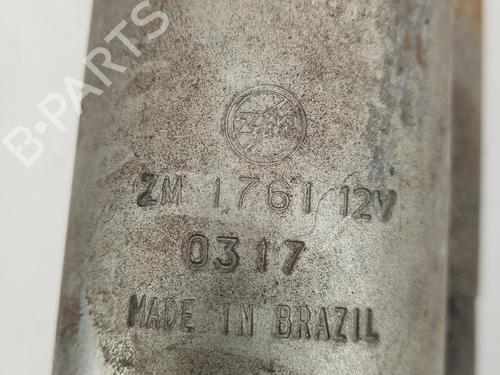 B-PARTS
ZM
ZM 1761 12V
0317
MADE IN BRAZIL